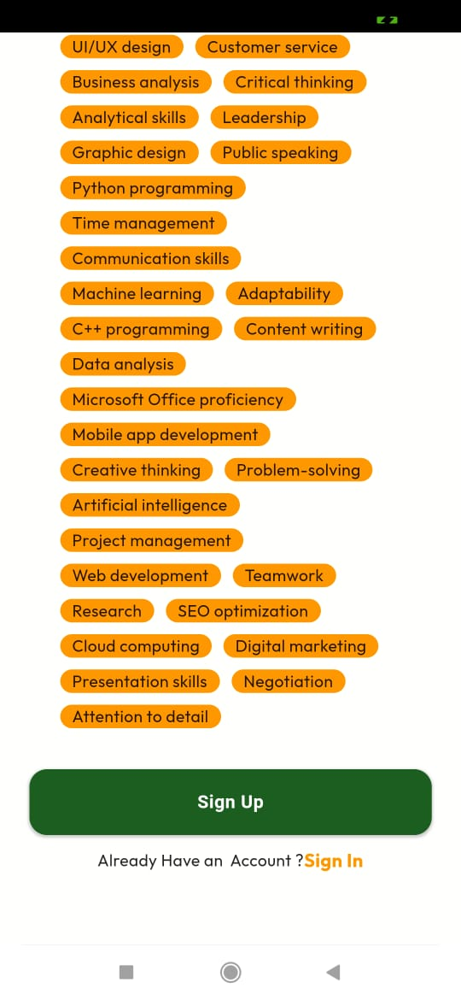 UI/UX design Customer service
Business analysis Critical thinking
Analytical skills Leadership
Graphic design Public speaking
Python programming
Time management
Communication skills
Machine learning Adaptability
C++ programming Content writing
Data analysis
Microsoft Office proficiency
Mobile app development
Creative thinking Problem-solving
Artificial intelligence
Project management
Web development Teamwork
Research SEO optimization
Cloud computing Digital marketing
Presentation skills Negotiation
Attention to detail
Sign Up
Already Have an  Account ?Sign In